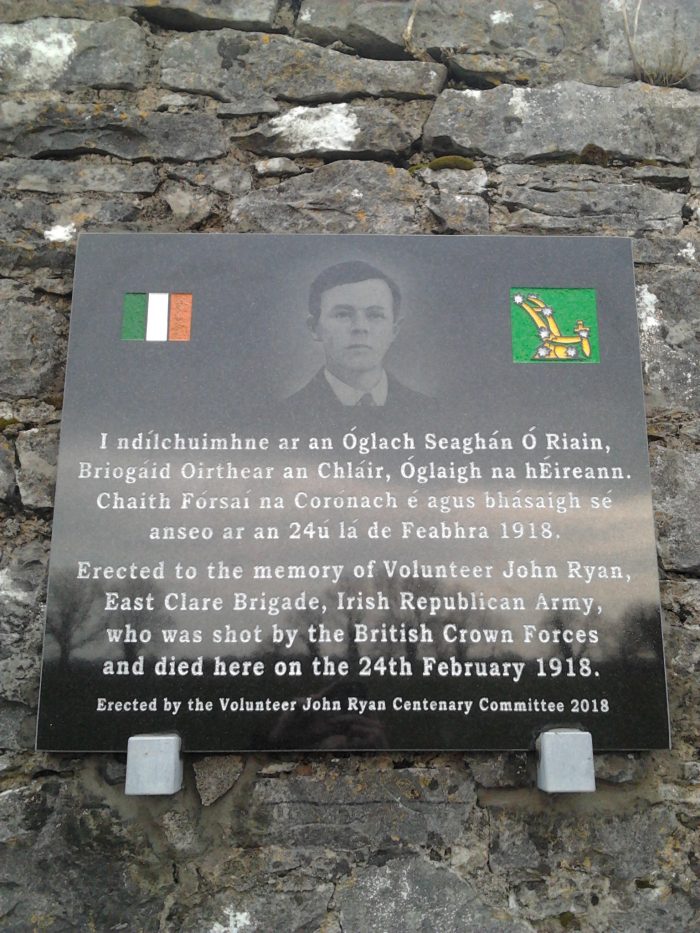 I ndílchuimhne ar an Óglach Seaghán Ó Riain,
Briogáid Oirthear an Chláir, Óglaigh na hÉireann.
Chaith Fórsaí na Corónach é agus bhásaigh sé
anseo ar an 24ú lá de Feabhra 1918.
Erected to the memory of Volunteer John Ryan,
East Clare Brigade, Irish Republican Army,
who was shot by the British Crown Forces
and died here on the 24th February 1918.
Erected by the Volunteer John Ryan Centenary Committee 2018